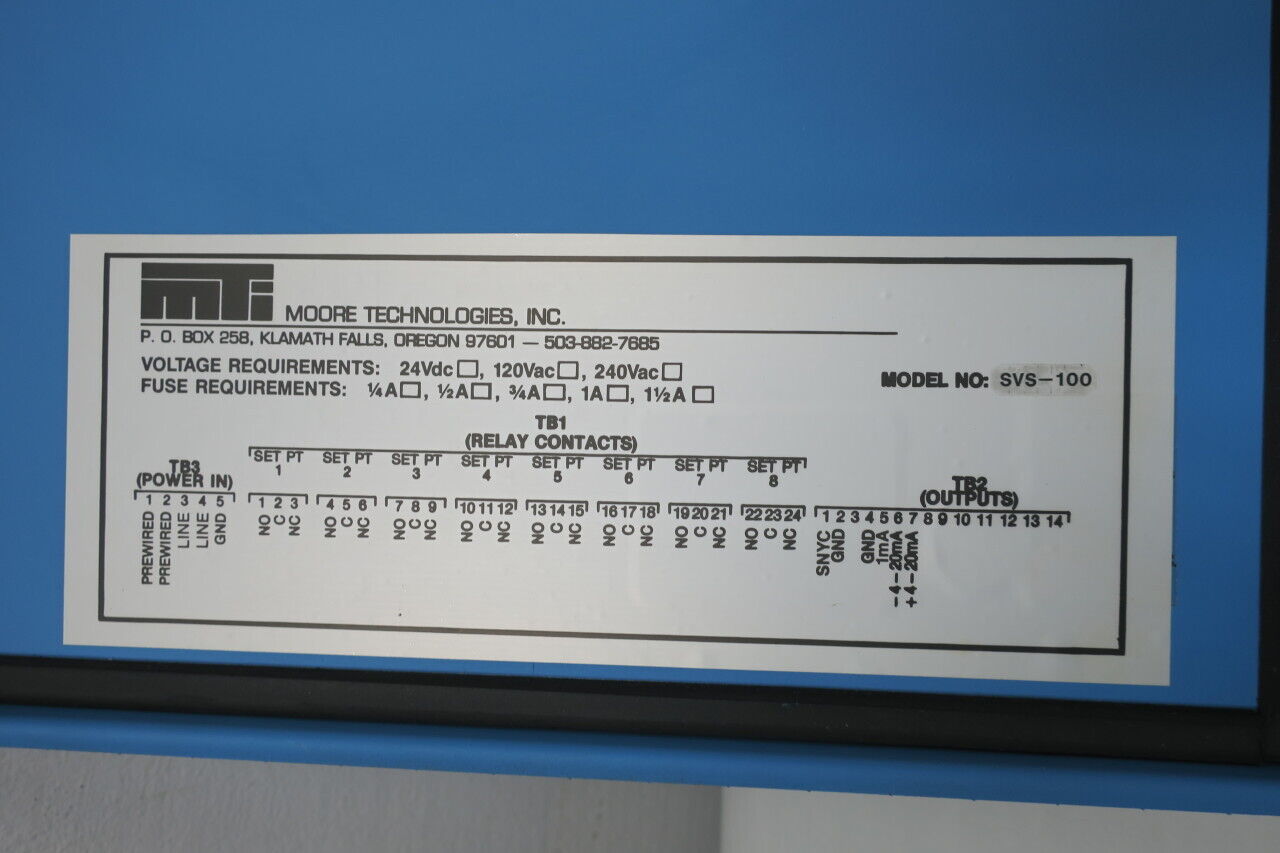 MTI MOORE TECHNOLOGIES, INC.
P. O. BOX 258, KLAMATH FALLS, OREGON 97601 — 503-882-7685
VOLTAGE REQUIREMENTS: 24Vdc☐, 120Vac☐, 240Vac☐
FUSE REQUIREMENTS: ¼A☐, ½A☐, ¾A☐, 1A☐, 1½A☐
MODEL NO: SVS-100
TB1
(RELAY CONTACTS)
SET PT SET PT SET PT SET PT SET PT SET PT SET PT SET PT
1 2 3 4 5 6 7 8
TB3
(POWER IN)
1 2 3 4 5
PREWIRED PREWIRED LINE LINE GND
1 2 3 4 5 6 7 8 9 10 11 12 13 14 15 16 17 18 19 20 21 22 23 24
NO C NC NO C NC NO C NC NO C NC NO C NC NO C NC NO C NC NO C NC
TB2
(OUTPUTS)
1 2 3 4 5 6 7 8 9 10 11 12 13 14
SNYC GND GND 1mA -4-20mA +4-20mA